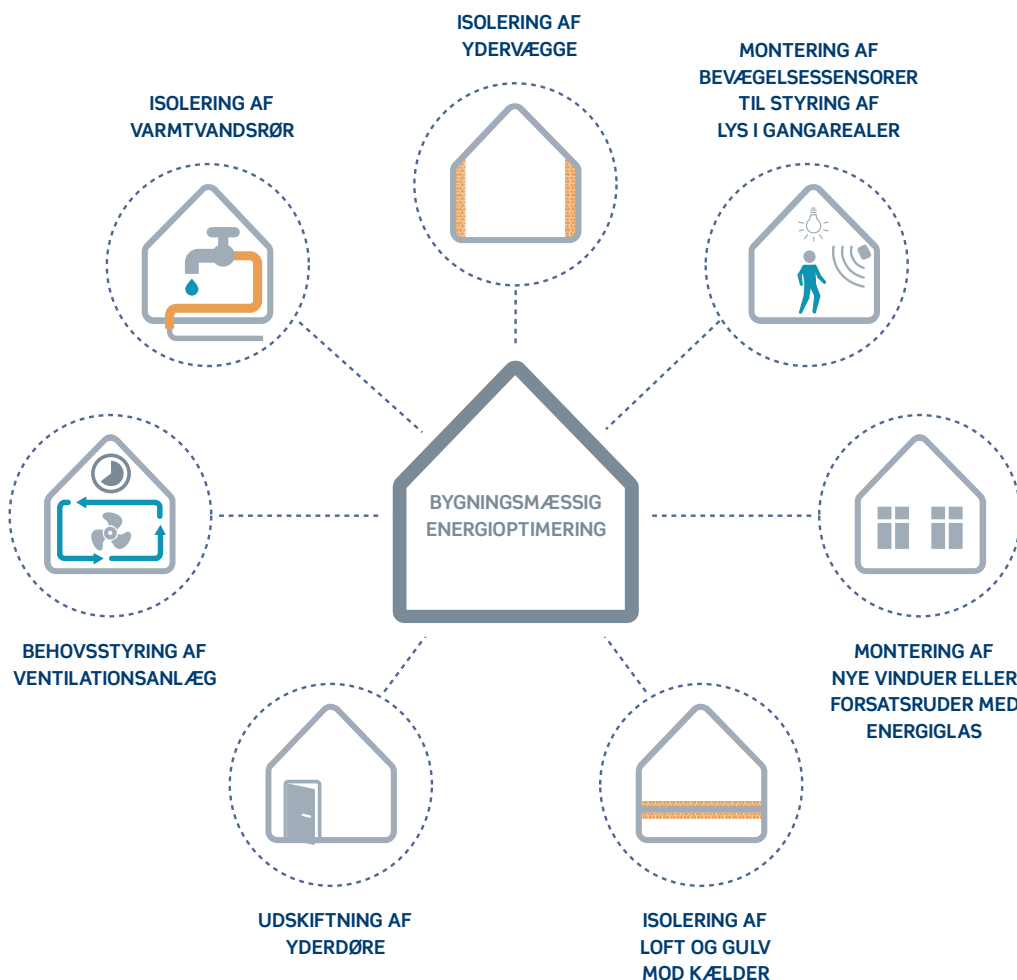 ISOLERING AF
YDERVÆGGE
MONTERING AF
BEVÆGELSESSENSORER
TIL STYRING AF
LYS I GANGAREALER
ISOLERING AF
VARMTVANDSRØR
BYGNINGSMÆSSIG
ENERGIOPTIMERING
BEHOVSSTYRING AF
VENTILATIONSANLÆG
MONTERING AF
NYE VINDUER ELLER
FORSATSRUDER MED
ENERGIGLAS
UDSKIFTNING AF
YDERDØRE
ISOLERING AF
LOFT OG GULV
MOD KÆLDER